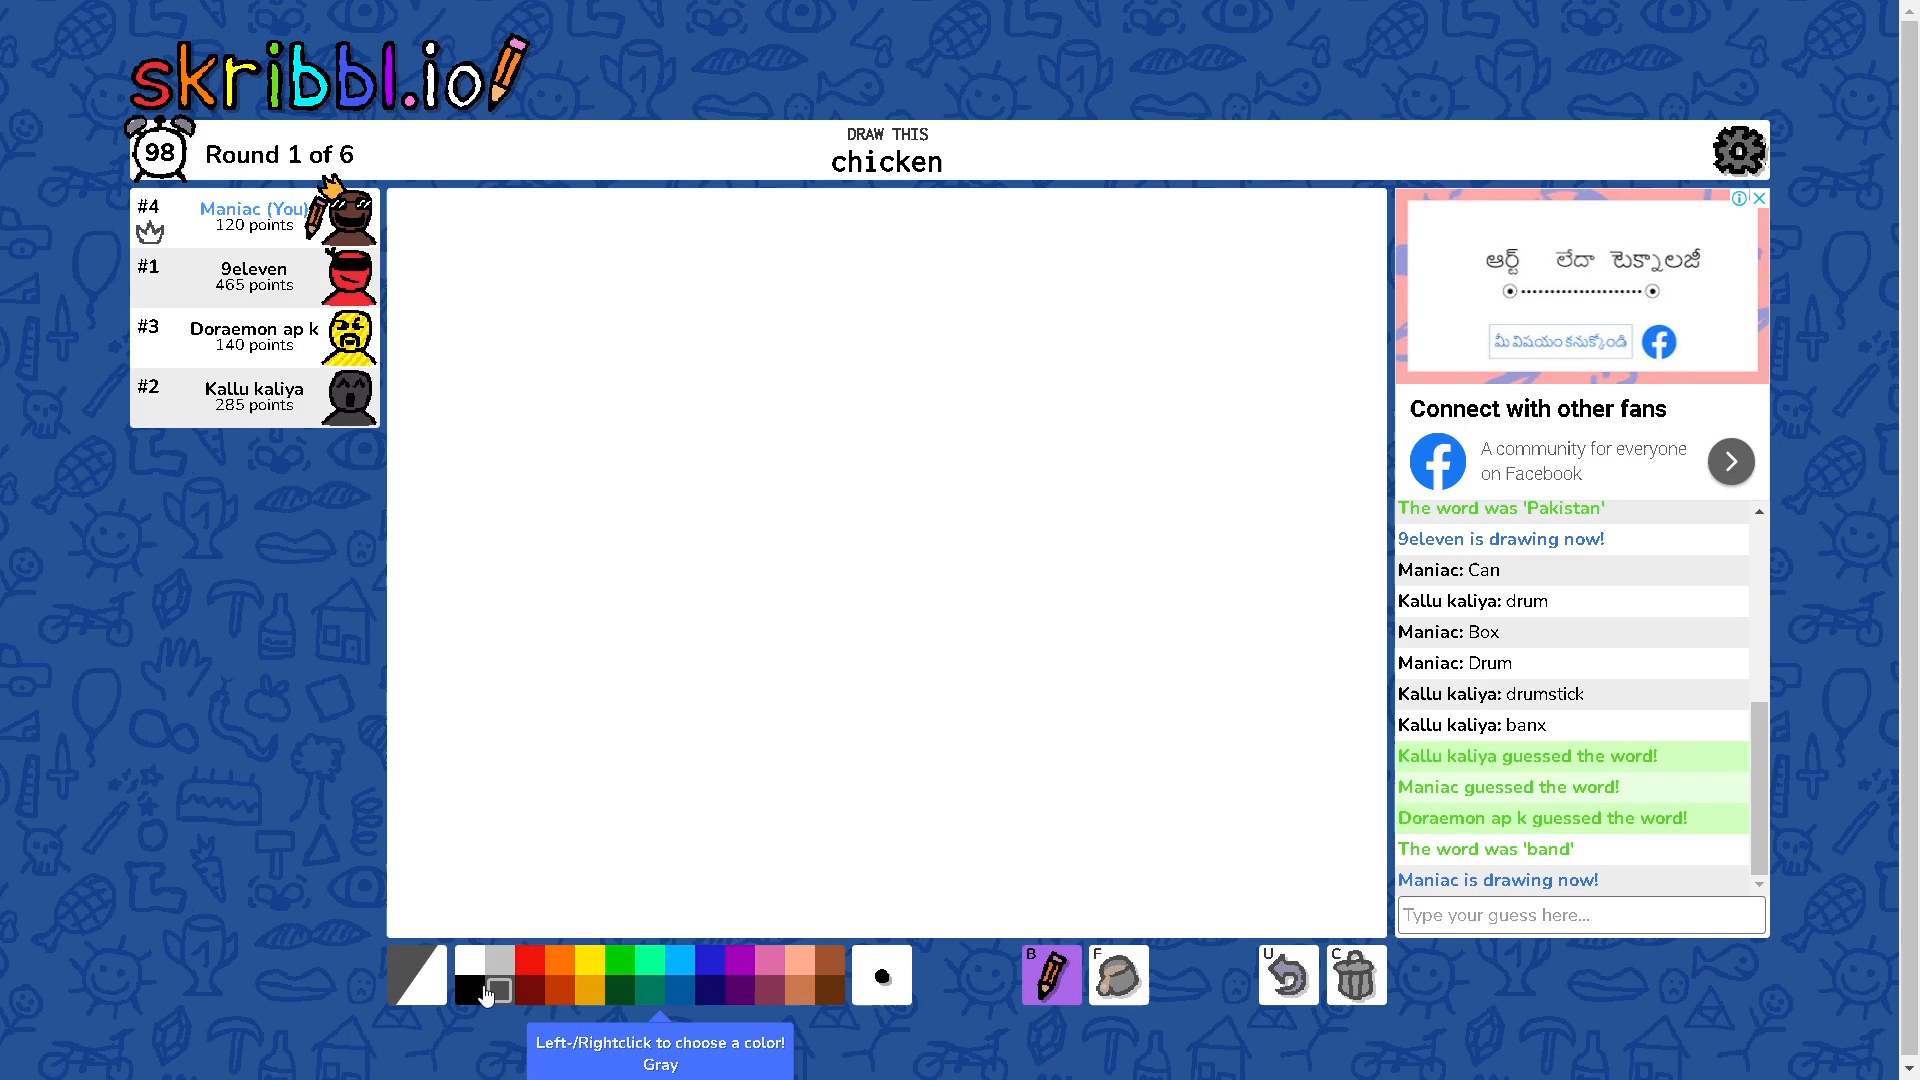 skribbl.io
98
Round 1 of 6
DRAW THIS
chicken
#4
Maniac (You)
120 points
#1
9eleven
465 points
#3
Doraemon ap k
140 points
#2
Kallu kaliya
285 points
ఆర్ట్ లేదా టెక్నాలజీ
మీ విషయం కనుక్కోండి
Connect with other fans
A community for everyone
on Facebook
The word was 'Pakistan'
9eleven is drawing now!
Maniac: Can
Kallu kaliya: drum
Maniac: Box
Maniac: Drum
Kallu kaliya: drumstick
Kallu kaliya: banx
Kallu kaliya guessed the word!
Maniac guessed the word!
Doraemon ap k guessed the word!
The word was 'band'
Maniac is drawing now!
Type your guess here...
B
F
U
C
Left-/Rightclick to choose a color!
Gray